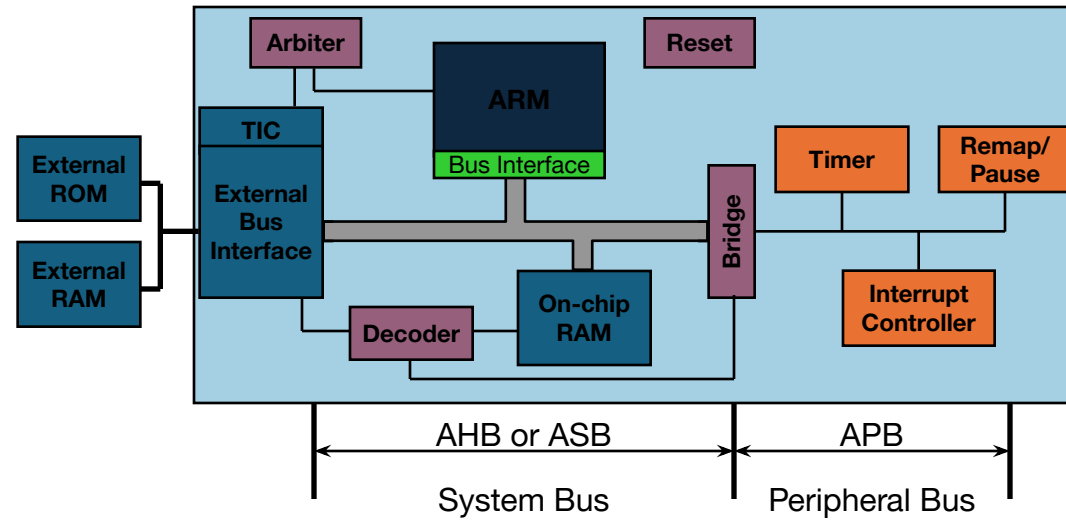 Arbiter
Reset
ARM
TIC
Bus Interface
External
ROM
External
Bus
Interface
Timer
Remap/
Pause
Bridge
External
RAM
On-chip
RAM
Decoder
Interrupt
Controller
AHB or ASB
APB
System Bus
Peripheral Bus